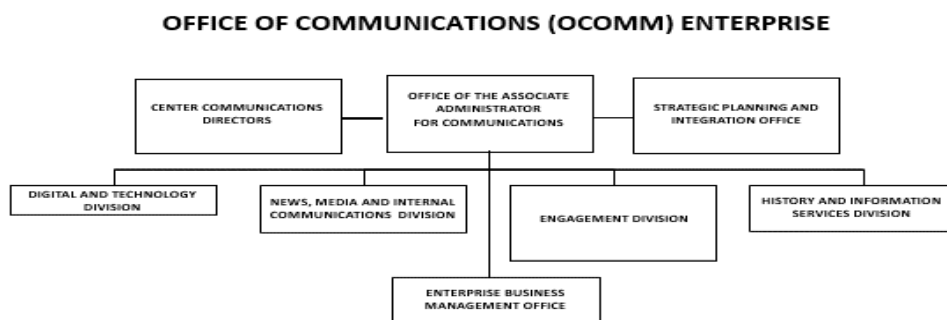 OFFICE OF COMMUNICATIONS (OCOMM) ENTERPRISE
CENTER COMMUNICATIONS
DIRECTORS
OFFICE OF THE ASSOCIATE
ADMINISTRATOR
FOR COMMUNICATIONS
STRATEGIC PLANNING AND
INTEGRATION OFFICE
DIGITAL AND TECHNOLOGY
DIVISION
NEWS, MEDIA AND INTERNAL
COMMUNICATIONS DIVISION
ENGAGEMENT DIVISION
HISTORY AND INFORMATION
SERVICES DIVISION
ENTERPRISE BUSINESS
MANAGEMENT OFFICE